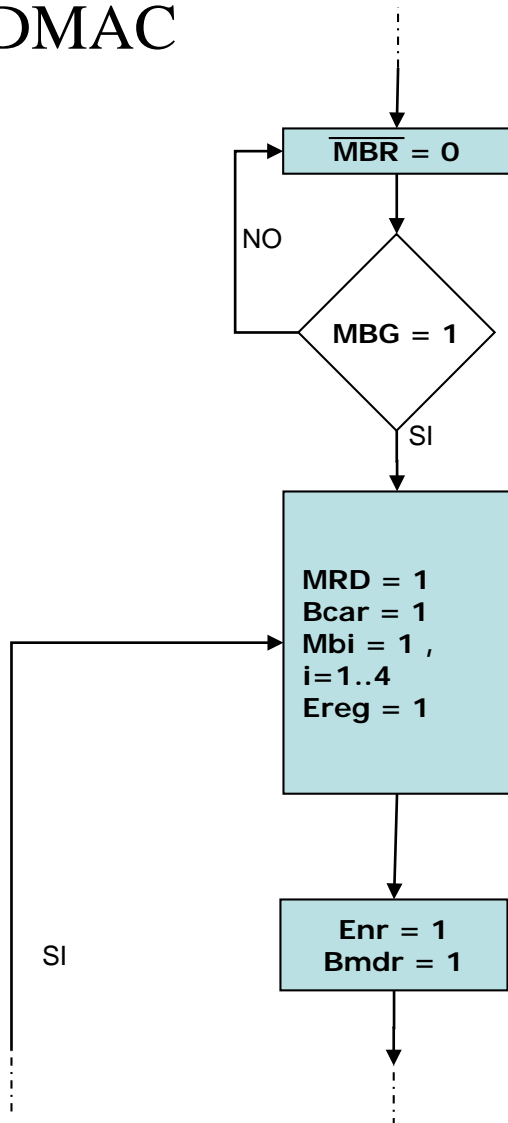 DMAC
M̅B̅R̅ = 0
NO
MBG = 1
SI
MRD = 1
Bcar = 1
Mbi = 1 ,
i=1..4
Ereg = 1
SI
Enr = 1
Bmdr = 1